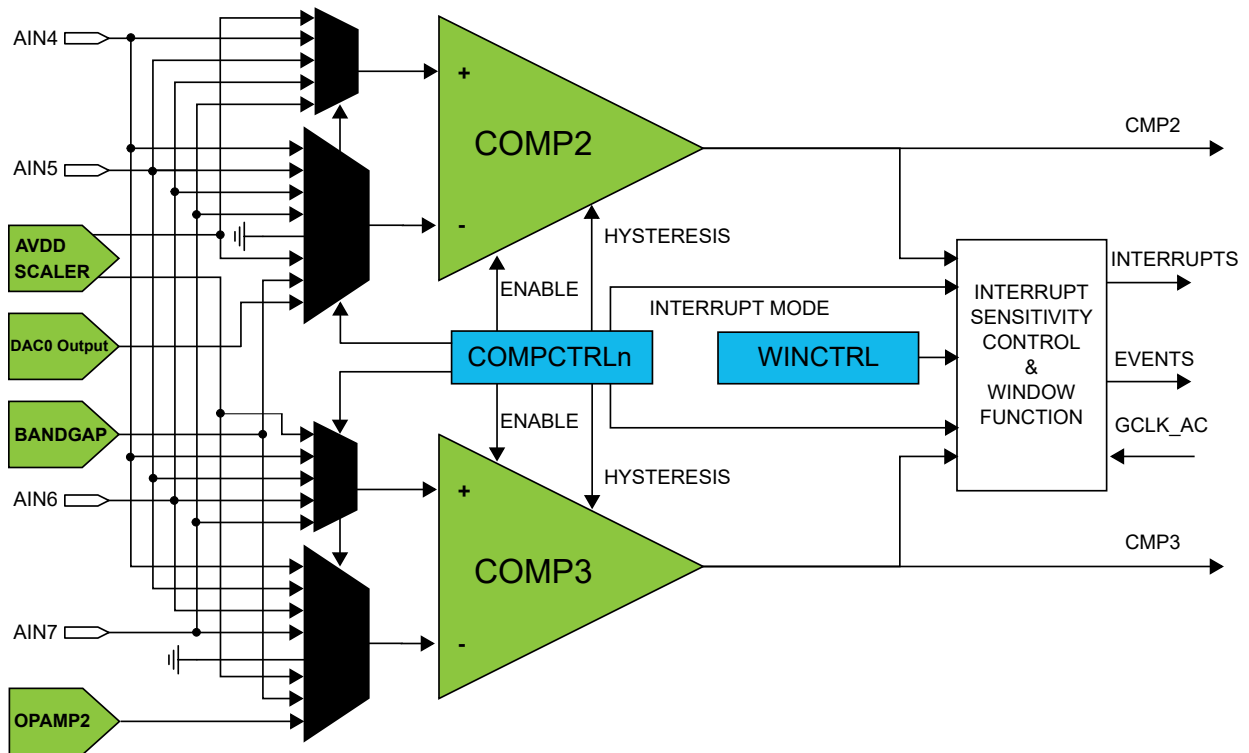 AIN4
+
COMP2
CMP2
AIN5
-
HYSTERESIS
AVDD
SCALER
ENABLE
INTERRUPT MODE
INTERRUPT
SENSITIVITY
CONTROL
&
WINDOW
FUNCTION
INTERRUPTS
DAC0 Output
COMPCTRLn
WINCTRL
EVENTS
BANDGAP
ENABLE
GCLK_AC
HYSTERESIS
AIN6
+
COMP3
CMP3
AIN7
-
OPAMP2